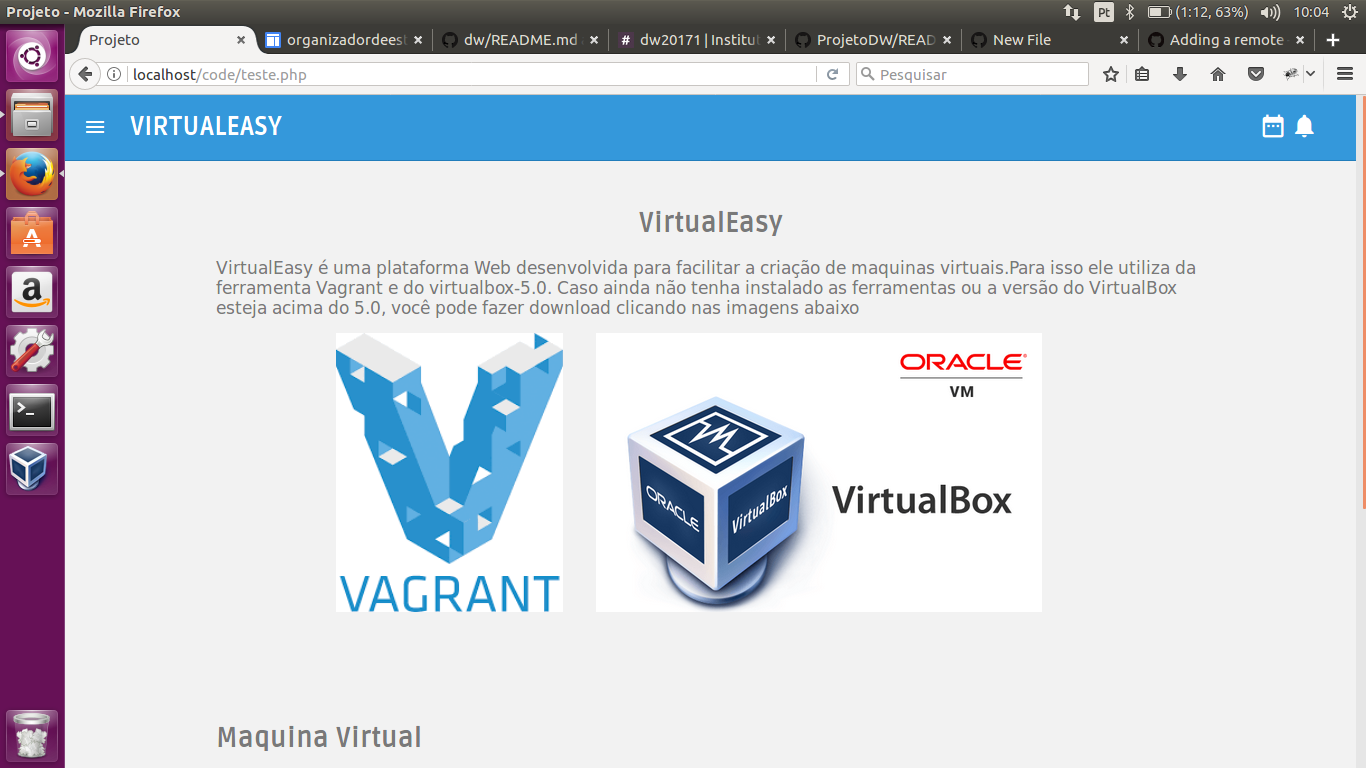 Projeto - Mozilla Firefox
Pt
(1:12, 63%)
10:04
Projeto
organizadordeest
dw/README.md
# dw20171 | Institut
ProjetoDW/READ
New File
Adding a remote
localhost/code/teste.php
Pesquisar
VIRTUALEASY
VirtualEasy
VirtualEasy é uma plataforma Web desenvolvida para facilitar a criação de maquinas virtuais.Para isso ele utiliza da
ferramenta Vagrant e do virtualbox-5.0. Caso ainda não tenha instalado as ferramentas ou a versão do VirtualBox
esteja acima do 5.0, você pode fazer download clicando nas imagens abaixo
VAGRANT
ORACLE®
VM
ORACLE
VirtualBox
VirtualBox
Maquina Virtual